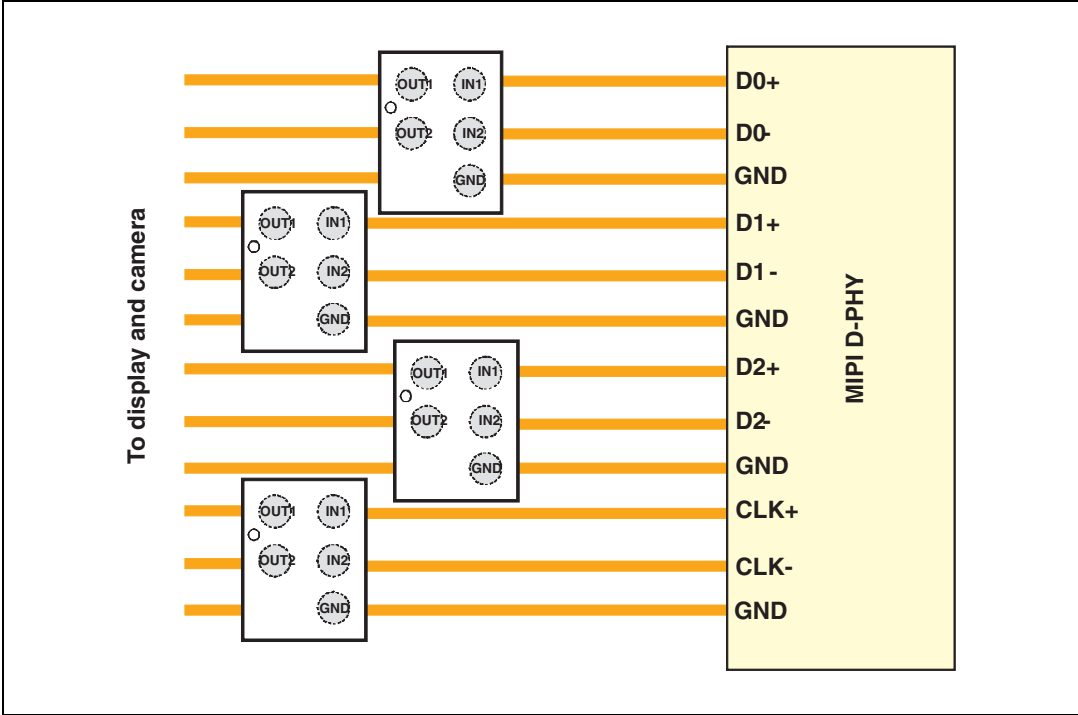 To display and camera
OUT1 IN1
OUT2 IN2
GND
OUT1 IN1
OUT2 IN2
GND
OUT1 IN1
OUT2 IN2
GND
OUT1 IN1
OUT2 IN2
GND
D0+
D0-
GND
D1+
D1-
GND
D2+
D2-
GND
CLK+
CLK-
GND
MIPI D-PHY